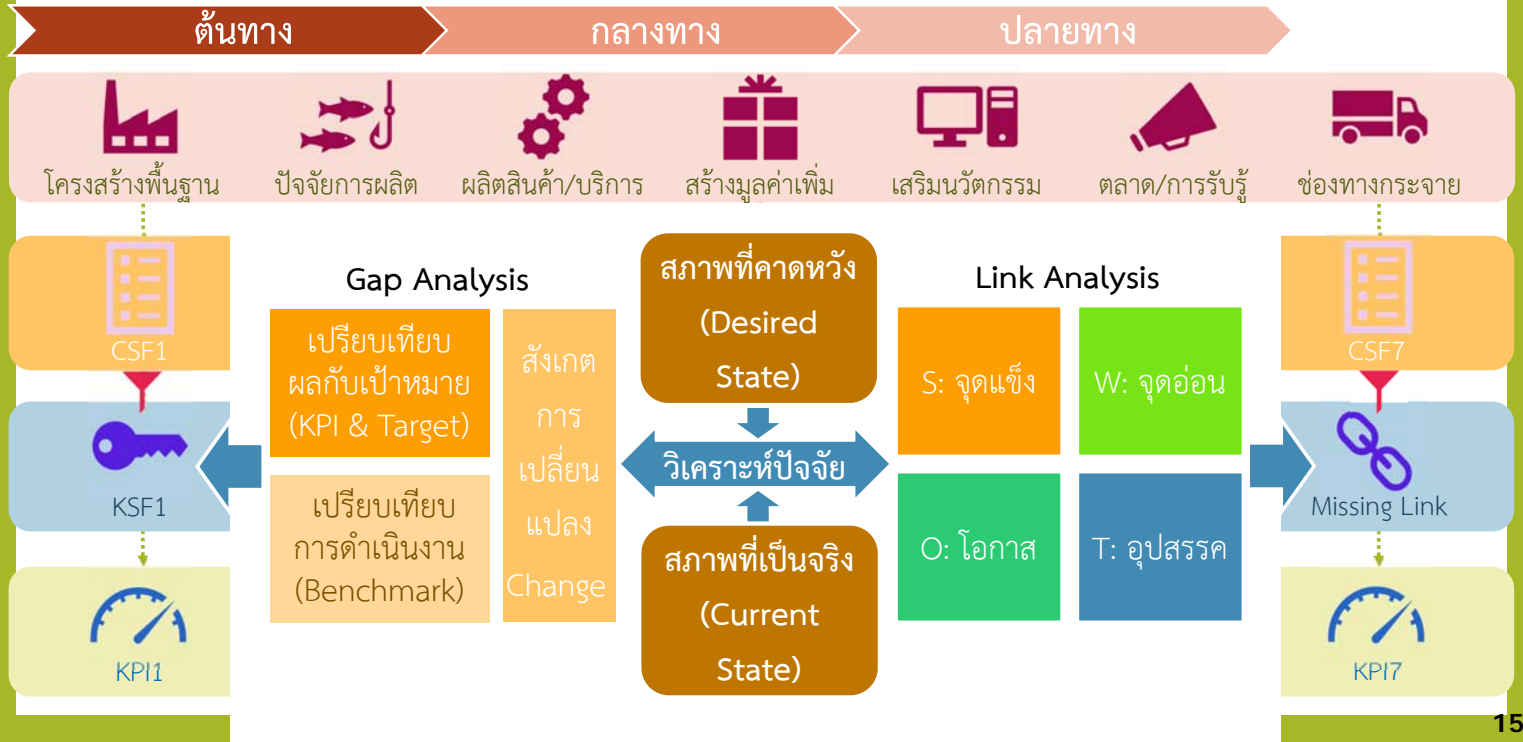 ต้นทาง
กลางทาง
ปลายทาง
โครงสร้างพื้นฐาน
ปัจจัยการผลิต
ผลิตสินค้า/บริการ
สร้างมูลค่าเพิ่ม
เสริมนวัตกรรม
ตลาด/การรับรู้
ช่องทางกระจาย
CSF1
KSF1
KPI1
Gap Analysis
เปรียบเทียบ
ผลกับเป้าหมาย
(KPI & Target)
เปรียบเทียบ
การดำเนินงาน
(Benchmark)
สังเกต
การ
เปลี่ยน
แปลง
Change
สภาพที่คาดหวัง
(Desired
State)
วิเคราะห์ปัจจัย
สภาพที่เป็นจริง
(Current
State)
Link Analysis
S: จุดแข็ง
W: จุดอ่อน
O: โอกาส
T: อุปสรรค
CSF7
Missing Link
KPI7
15